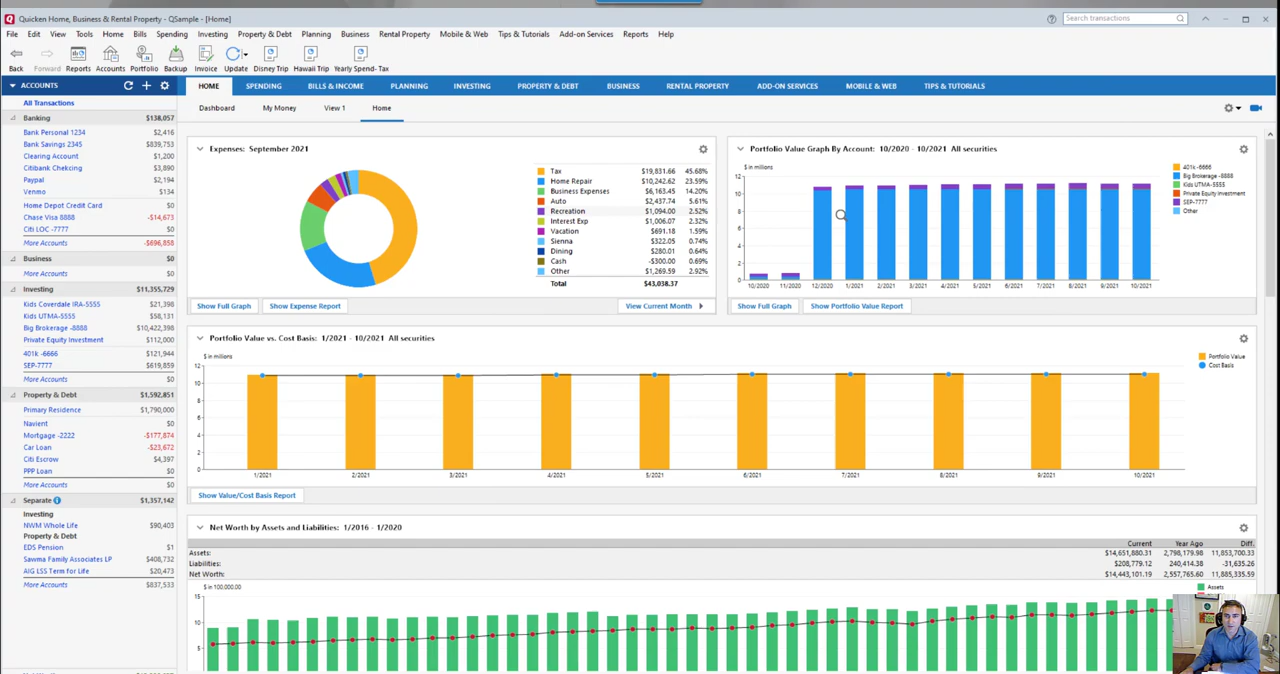 Quicken Home, Business & Rental Property - QSample - [Home]
Search transactions
File Edit View Tools Home Bills Spending Investing Property & Debt Planning Business Rental Property Mobile & Web Tips & Tutorials Add-on Services Reports Help
Back Forward Reports Accounts Portfolio Backup Invoice Update Disney Trip Hawaii Trip Yearly Spend- Tax
ACCOUNTS
HOME SPENDING BILLS & INCOME PLANNING INVESTING PROPERTY & DEBT BUSINESS RENTAL PROPERTY ADD-ON SERVICES MOBILE & WEB TIPS & TUTORIALS
Dashboard My Money View 1 Home
All Transactions
Banking $138,057
Bank Personal 1234 $2,416
Bank Savings 2345 $839,753
Clearing Account $1,200
Citibank Chekcing $3,890
Paypal $2,194
Venmo $134
Home Depot Credit Card $0
Chase Visa 8888 -$14,673
Citi LOC -7777 $0
More Accounts -$696,858
Business $0
More Accounts $0
Investing $11,355,729
Kids Coverdale IRA-5555 $21,398
Kids UTMA-5555 $58,131
Big Brokerage -8888 $10,422,398
Private Equity Investment $112,000
401k -6666 $121,944
SEP-7777 $619,859
More Accounts $0
Property & Debt $1,592,851
Primary Residence $1,790,000
Navient $0
Mortgage -2222 -$177,874
Car Loan -$23,672
Citi Escrow $4,397
PPP Loan $0
More Accounts $0
Separate $1,357,142
Investing
NWM Whole Life $90,403
Property & Debt
EDS Pension $1
Sawma Family Associates LP $408,732
AIG LSS Term for Life $20,473
More Accounts $837,533
Expenses: September 2021
Tax $19,831.66 45.68%
Home Repair $10,242.62 23.59%
Business Expenses $6,163.45 14.20%
Auto $2,437.74 5.61%
Recreation $1,094.00 2.52%
Interest Exp $1,006.07 2.32%
Vacation $691.18 1.59%
Sienna $322.05 0.74%
Dining $280.01 0.64%
Cash -$300.00 0.69%
Other $1,269.59 2.92%
Total $43,038.37
Show Full Graph Show Expense Report View Current Month
Portfolio Value Graph By Account: 10/2020 - 10/2021 All securities
$ in millions
12
10
8
6
4
2
0
10/2020 11/2020 12/2020 1/2021 2/2021 3/2021 4/2021 5/2021 6/2021 7/2021 8/2021 9/2021 10/2021
401k -6666
Big Brokerage -8888
Kids UTMA-5555
Private Equity Investment
SEP-7777
Other
Show Full Graph Show Portfolio Value Report
Portfolio Value vs. Cost Basis: 1/2021 - 10/2021 All securities
$ in millions
12
10
8
6
4
2
0
1/2021 2/2021 3/2021 4/2021 5/2021 6/2021 7/2021 8/2021 9/2021 10/2021
Portfolio Value
Cost Basis
Show Value/Cost Basis Report
Net Worth by Assets and Liabilities: 1/2016 - 1/2020
Current Year Ago Diff.
Assets: $14,651,880.31 2,798,179.98 11,853,700.33
Liabilities: $208,779.12 240,414.38 -31,635.26
Net Worth: $14,443,101.19 2,557,765.60 11,885,335.59
$ in 100,000.00
15
10
5
Assets